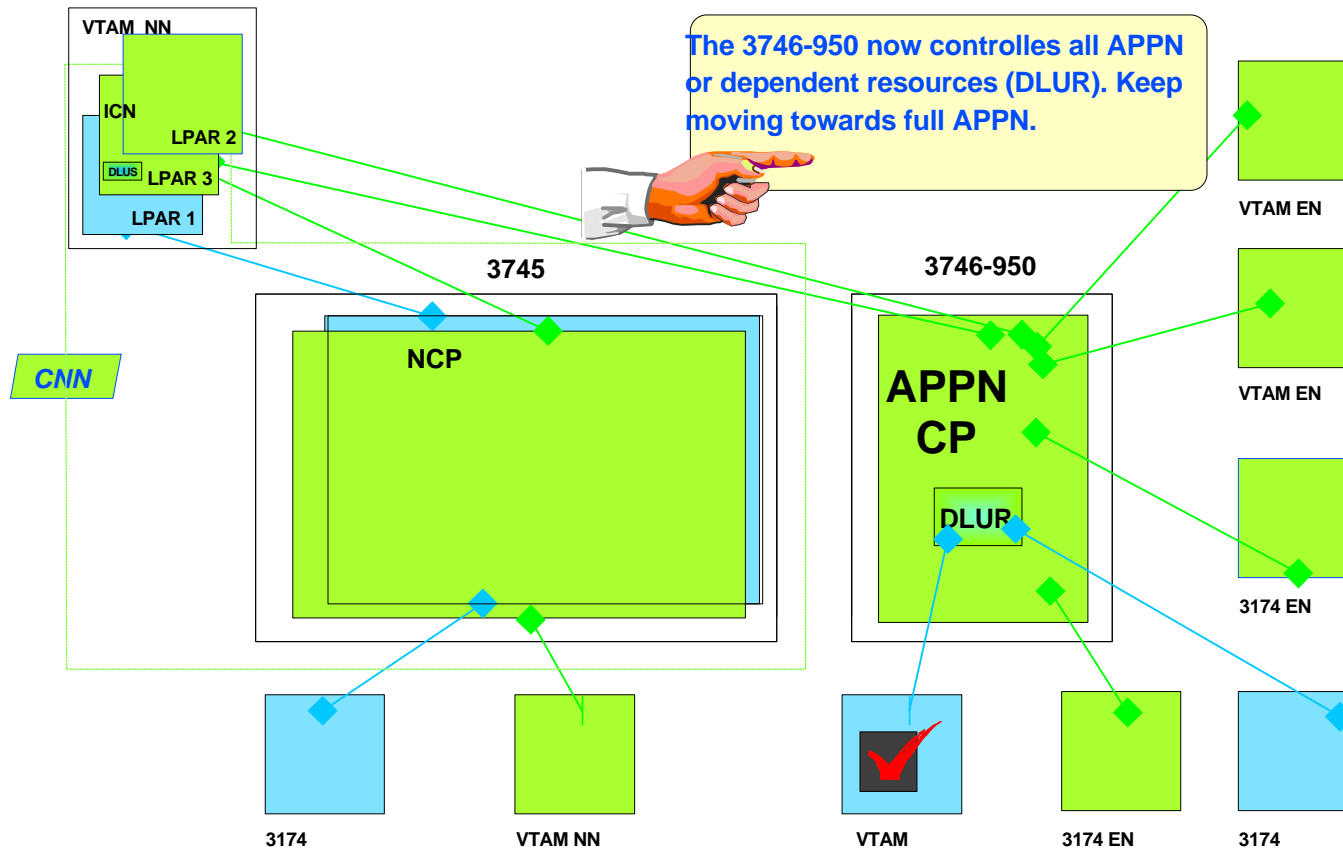 VTAM NN
The 3746-950 now controlles all APPN
or dependent resources (DLUR). Keep
moving towards full APPN.
ICN
LPAR 2
DLUS
LPAR 3
LPAR 1
VTAM EN
3745
3746-950
NCP
CNN
APPN
CP
VTAM EN
DLUR
3174 EN
3174
VTAM NN
VTAM
3174 EN
3174